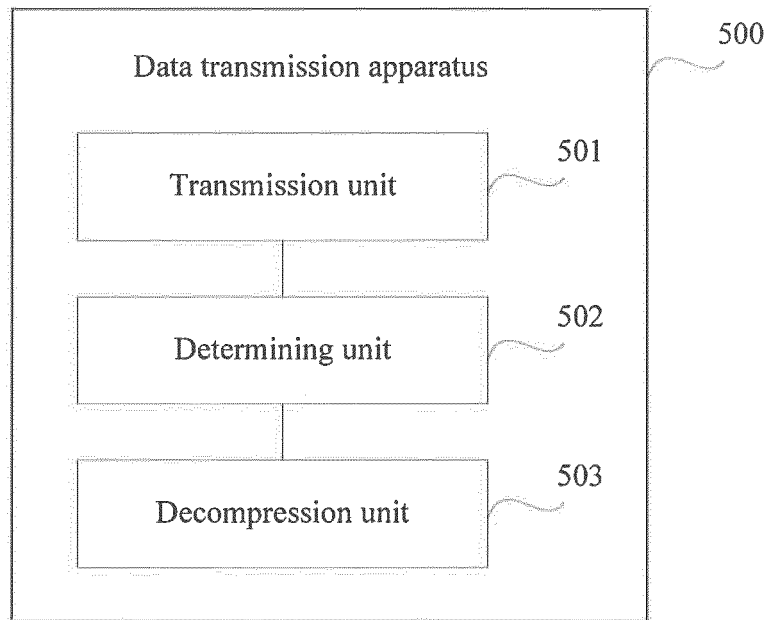 500
Data transmission apparatus
501
Transmission unit
502
Determining unit
503
Decompression unit